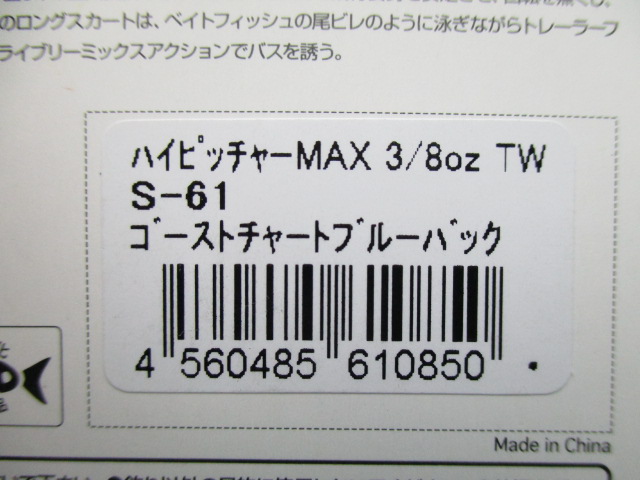 のロングスカートは、ベイトフィッシュの尾ビレのように泳ぎながらトレーラーフ
ライブリーミックスアクションでバスを誘う。
ハイピッチャーMAX 3/8oz TW
S-61
ゴーストチャートブルーバック
4 560485 610850 .
Made in China